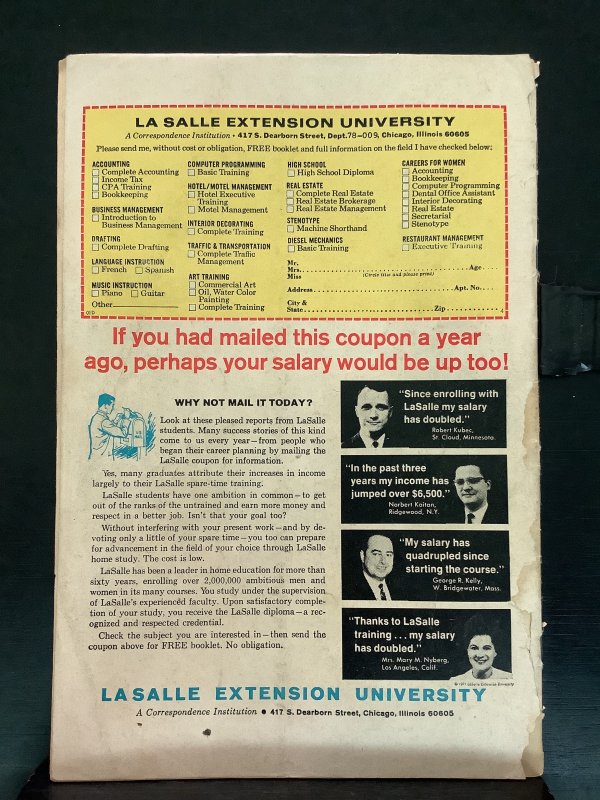 LA SALLE EXTENSION UNIVERSITY
A Correspondence Institution • 417 S. Dearborn Street, Dept. 78-009, Chicago, Illinois 60605
Please send me, without cost or obligation, FREE booklet and full information on the field I have checked below:
ACCOUNTING
Complete Accounting
Income Tax
CPA Training
Bookkeeping
BUSINESS MANAGEMENT
Introduction to
Business Management
DRAFTING
Complete Drafting
LANGUAGE INSTRUCTION
French Spanish
MUSIC INSTRUCTION
Piano Guitar
Other
COMPUTER PROGRAMMING
Basic Training
HOTEL/MOTEL MANAGEMENT
Hotel Executive
Training
Motel Management
INTERIOR DECORATING
Complete Training
TRAFFIC & TRANSPORTATION
Complete Traffic
Management
ART TRAINING
Commercial Art
Oil, Water Color
Painting
Complete Training
HIGH SCHOOL
High School Diploma
REAL ESTATE
Complete Real Estate
Real Estate Brokerage
Real Estate Management
STENOTYPE
Machine Shorthand
DIESEL MECHANICS
Basic Training
CAREERS FOR WOMEN
Accounting
Bookkeeping
Computer Programming
Dental Office Assistant
Interior Decorating
Real Estate
Secretarial
Stenotype
RESTAURANT MANAGEMENT
Executive Training
Mr.
Mrs. Age
Miss (Circle title and please print)
Address Apt. No.
City &
State Zip
If you had mailed this coupon a year
ago, perhaps your salary would be up too!
WHY NOT MAIL IT TODAY?
Look at these pleased reports from LaSalle
students. Many success stories of this kind
come to us every year—from people who
began their career planning by mailing the
LaSalle coupon for information.
Yes, many graduates attribute their increases in income
largely to their LaSalle spare-time training.
LaSalle students have one ambition in common—to get
out of the ranks of the untrained and earn more money and
respect in a better job. Isn't that your goal too?
Without interfering with your present work—and by de-
voting only a little of your spare time—you too can prepare
for advancement in the field of your choice through LaSalle
home study. The cost is low.
LaSalle has been a leader in home education for more than
sixty years, enrolling over 2,000,000 ambitious men and
women in its many courses. You study under the supervision
of LaSalle's experienced faculty. Upon satisfactory comple-
tion of your study, you receive the LaSalle diploma—a rec-
ognized and respected credential.
Check the subject you are interested in—then send the
coupon above for FREE booklet. No obligation.
"Since enrolling with
LaSalle my salary
has doubled."
Robert Kubec,
St. Cloud, Minnesota.
"In the past three
years my income has
jumped over $6,500."
Norbert Kaitan,
Ridgewood, N.Y.
"My salary has
quadrupled since
starting the course."
George R. Kelly,
W. Bridgewater, Mass.
"Thanks to LaSalle
training . . . my salary
has doubled."
Mrs. Mary M. Nyberg,
Los Angeles, Calif.
LASALLE EXTENSION UNIVERSITY
A Correspondence Institution • 417 S. Dearborn Street, Chicago, Illinois 60605